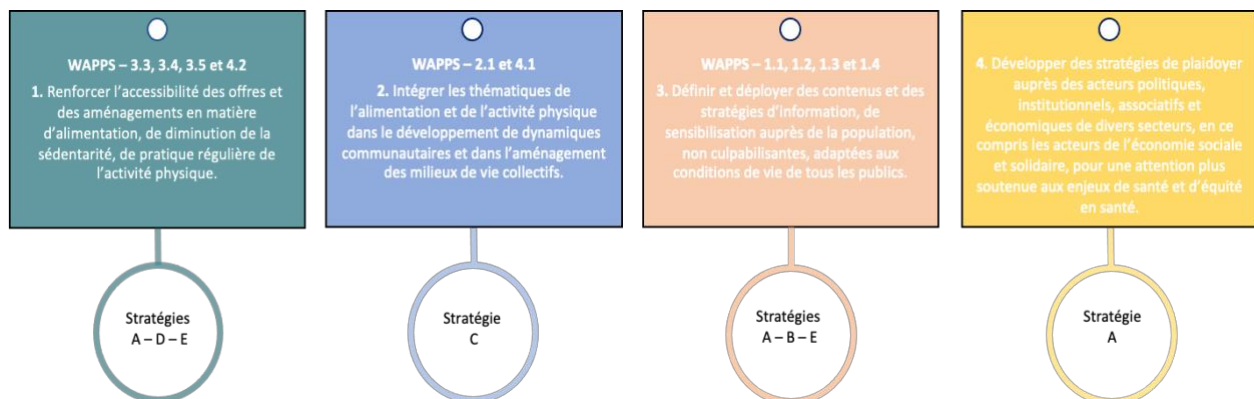 WAPPS – 3.3, 3.4, 3.5 et 4.2
1. Renforcer l'accessibilité des offres et
des aménagements en matière
d'alimentation, de diminution de la
sédentarité, de pratique régulière de
l'activité physique.
Stratégies
A – D – E
WAPPS – 2.1 et 4.1
2. Intégrer les thématiques de
l'alimentation et de l'activité physique
dans le développement de dynamiques
communautaires et dans l'aménagement
des milieux de vie collectifs.
Stratégie
C
WAPPS – 1.1, 1.2, 1.3 et 1.4
3. Définir et déployer des contenus et des
stratégies d'information, de
sensibilisation auprès de la population,
non culpabilisantes, adaptées aux
conditions de vie de tous les publics.
Stratégies
A – B – E
4. Développer des stratégies de plaidoyer
auprès des acteurs politiques,
institutionnels, associatifs et
économiques de divers secteurs, en ce
compris les acteurs de l'économie sociale
et solidaire, pour une attention plus
soutenue aux enjeux de santé et d'équité
en santé.
Stratégie
A